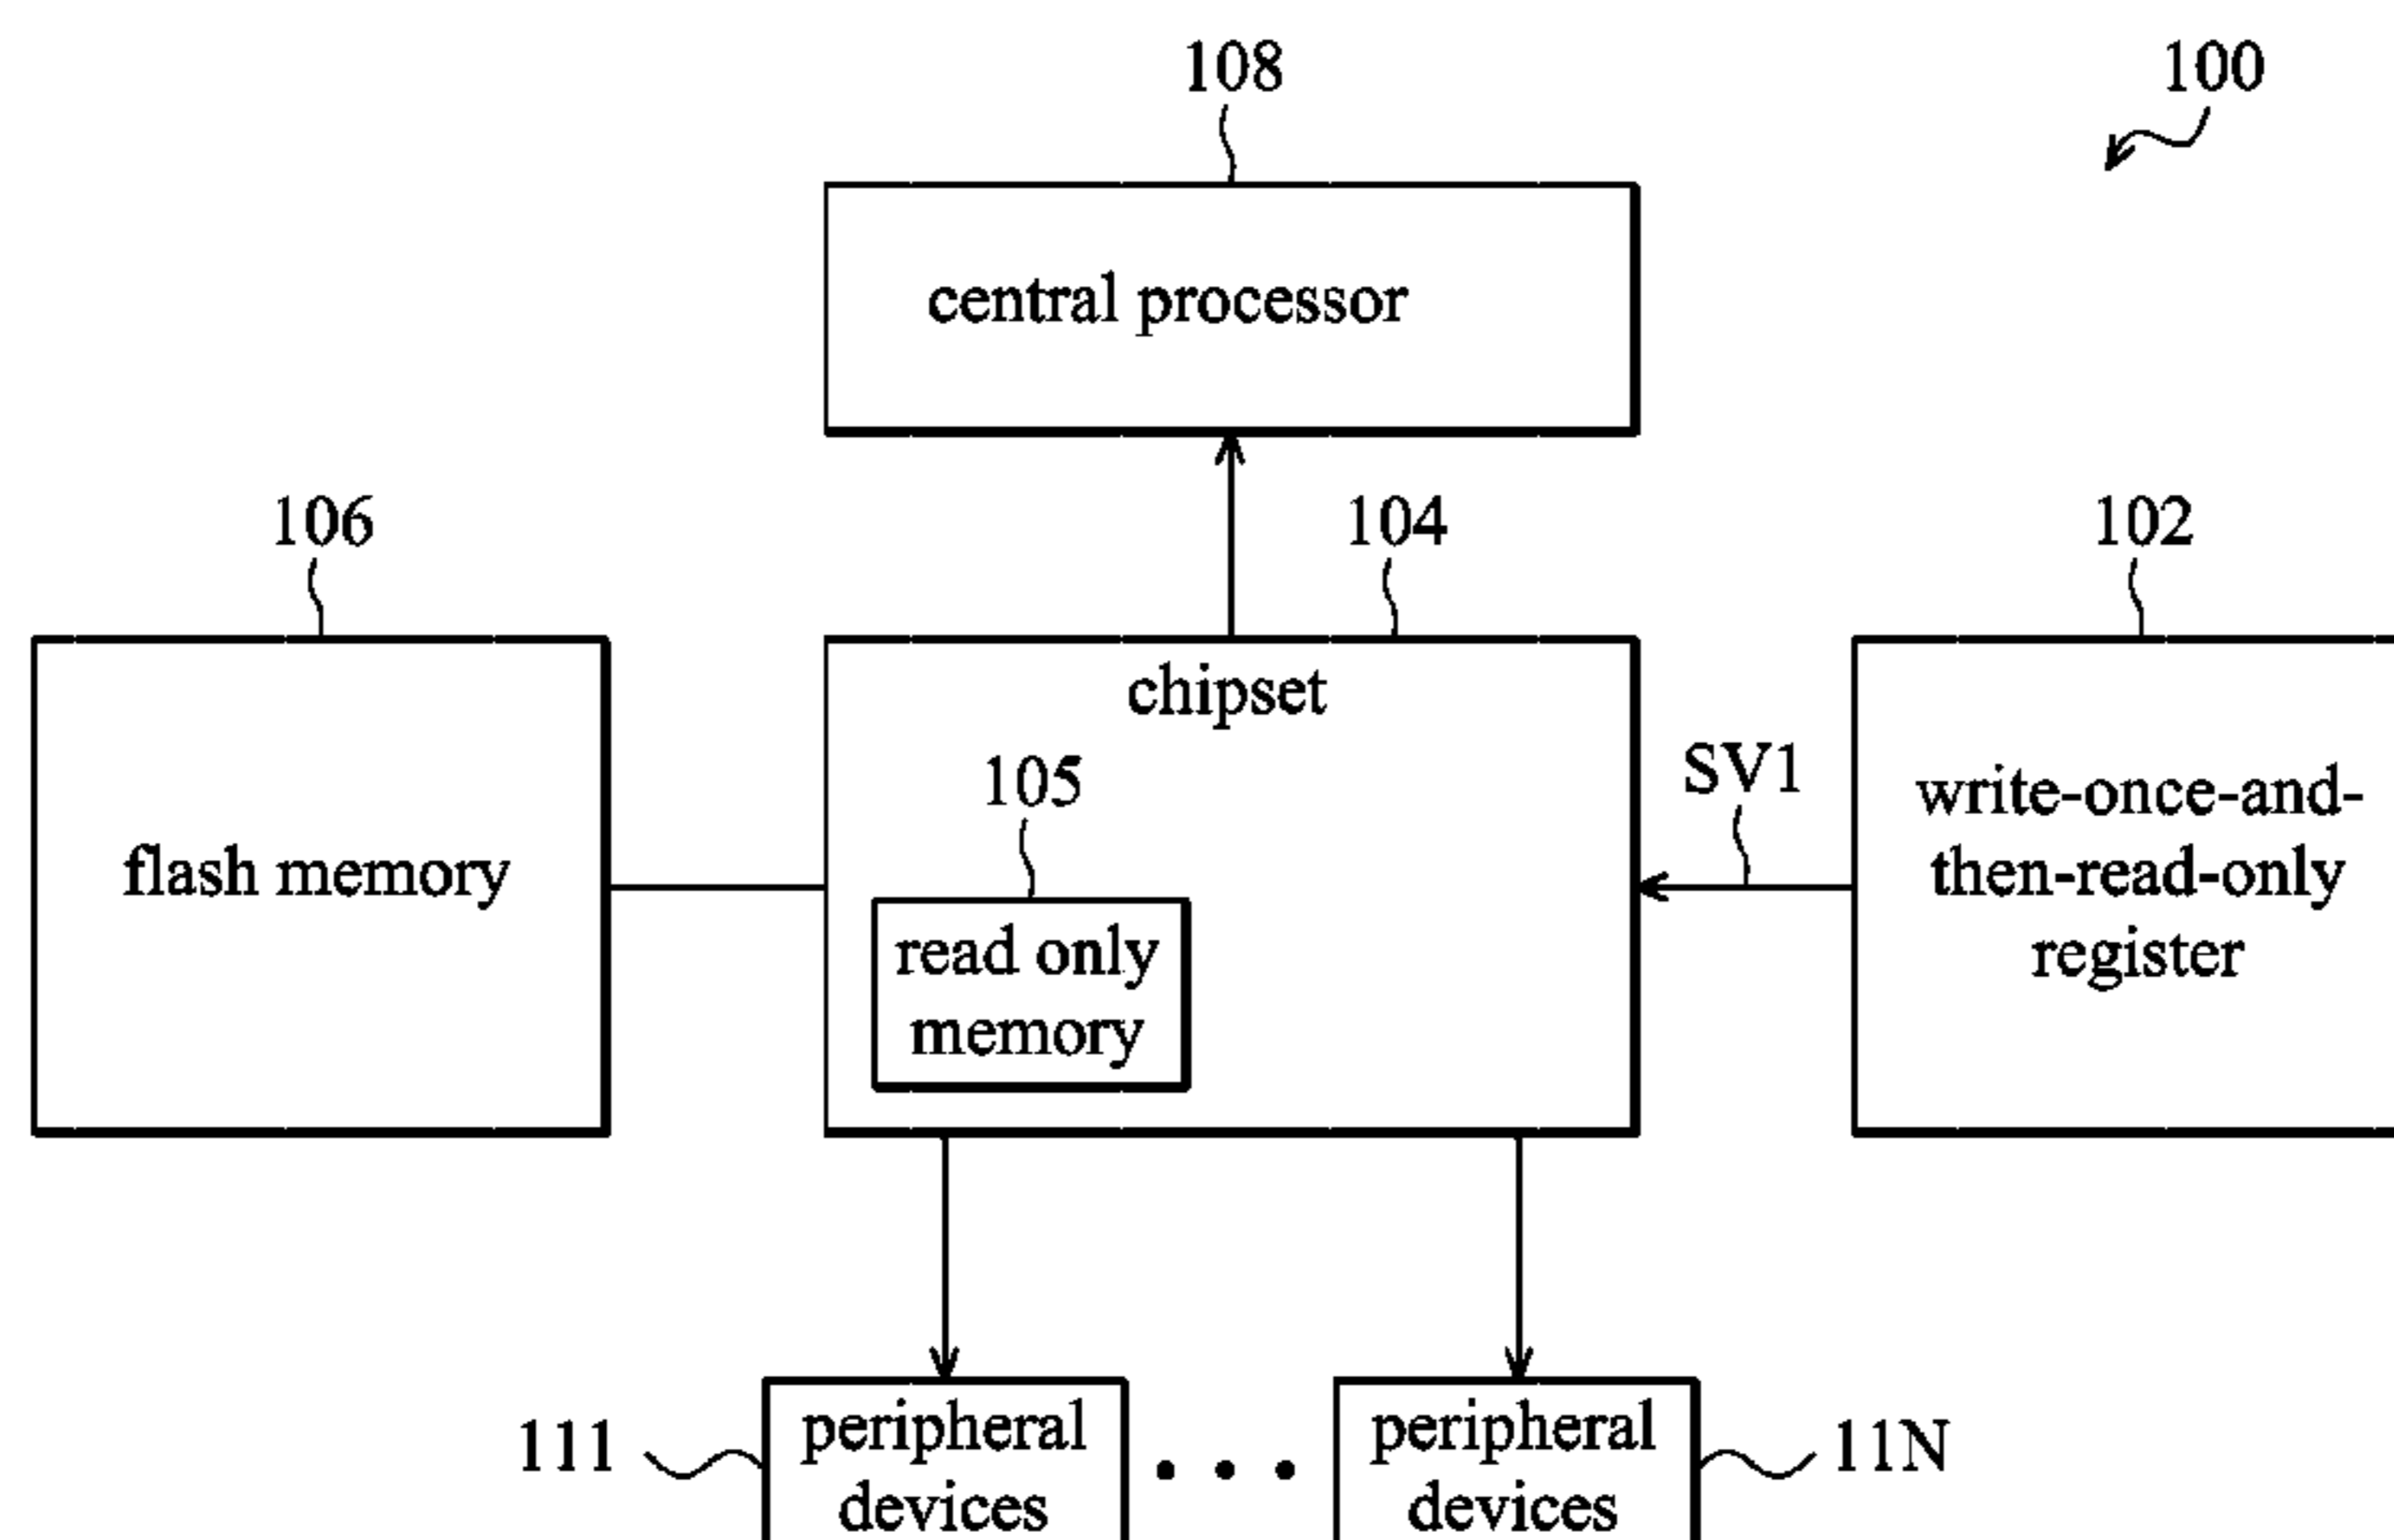 108
100
central processor
106
104
102
chipset
SV1
105
write-once-and-
then-read-only
register
flash memory
read only
memory
111
peripheral
devices
peripheral
devices
11N